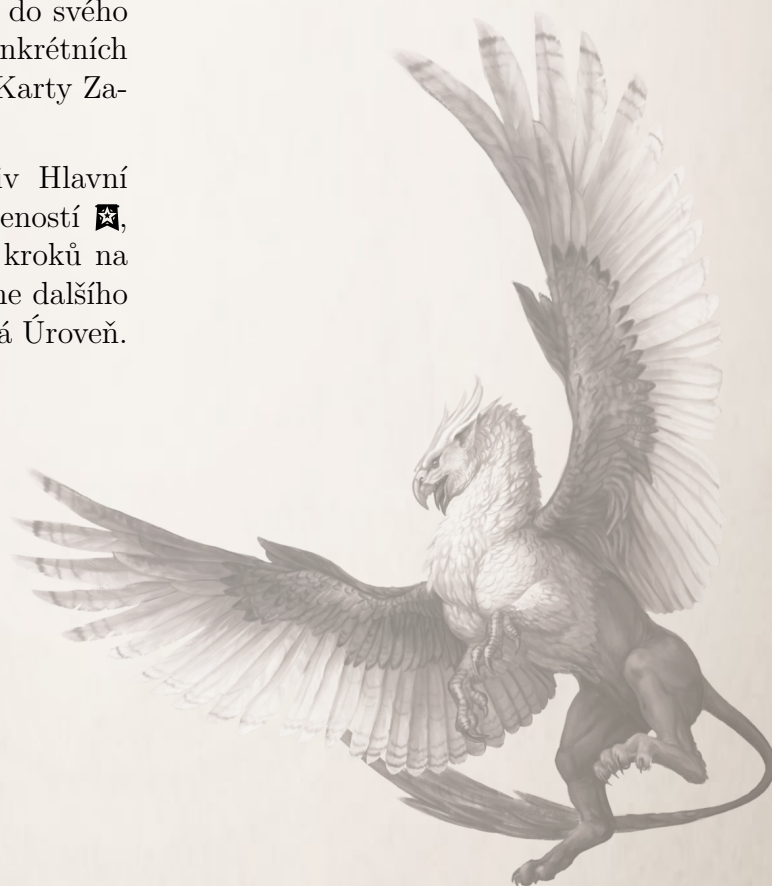 do svého
nkrétních
Karty Za-
iv Hlavní
eností ,
kroků na
ne dalšího
á Úroveň.